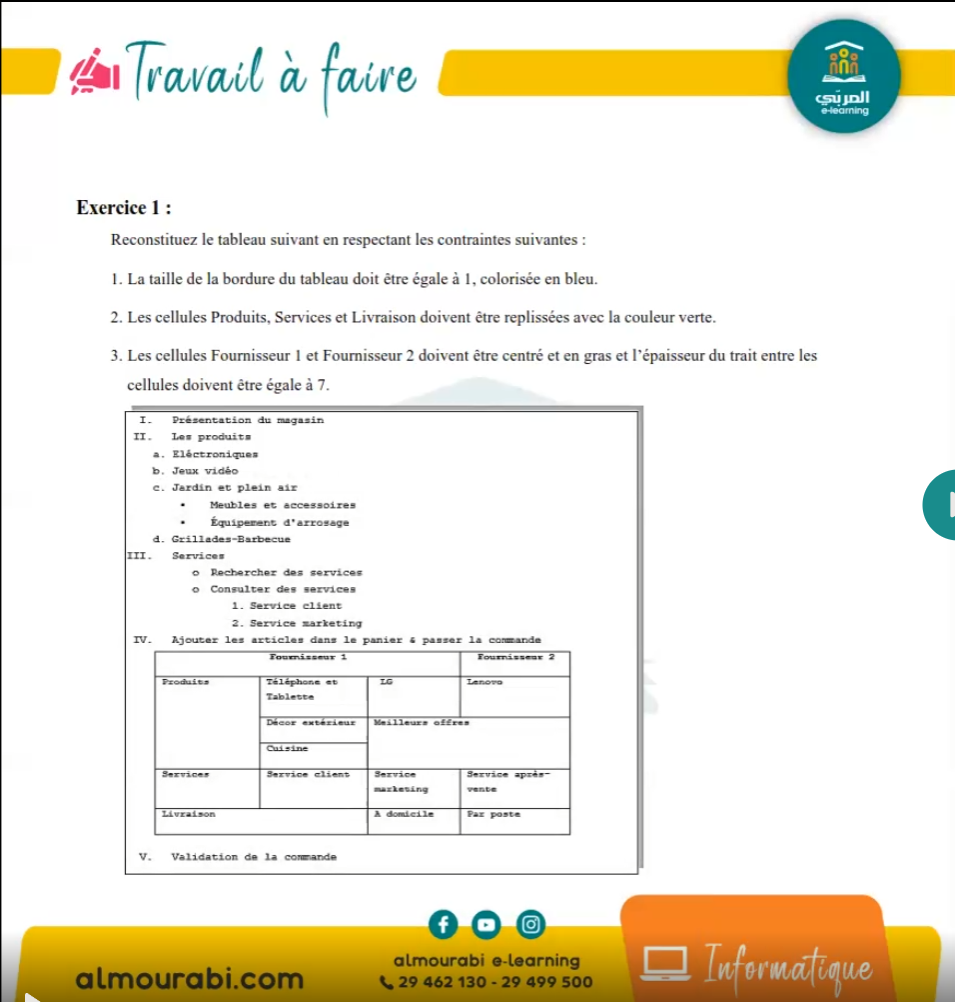 Travail à faire
المربي
e-learning
Exercice 1 :
Reconstituez le tableau suivant en respectant les contraintes suivantes :
1. La taille de la bordure du tableau doit être égale à 1, colorisée en bleu.
2. Les cellules Produits, Services et Livraison doivent être replissées avec la couleur verte.
3. Les cellules Fournisseur 1 et Fournisseur 2 doivent être centré et en gras et l'épaisseur du trait entre les
cellules doivent être égale à 7.
I. Présentation du magasin
II. Les produits
a. Eléctroniques
b. Jeux vidéo
c. Jardin et plein air
• Meubles et accessoires
• Équipement d'arrosage
d. Grillades-Barbecue
III. Services
o Rechercher des services
o Consulter des services
1. Service client
2. Service marketing
IV. Ajouter les articles dans le panier & passer la commande
Fournisseur 1 Fournisseur 2
Produits Téléphone et LG Lenovo
Tablette
Décor extérieur Meilleurs offres
Cuisine
Services Service client Service Service après-
marketing vente
Livraison A domicile Par poste
V. Validation de la commande
almourabi.com
almourabi e-learning
29 462 130 - 29 499 500
Informatique